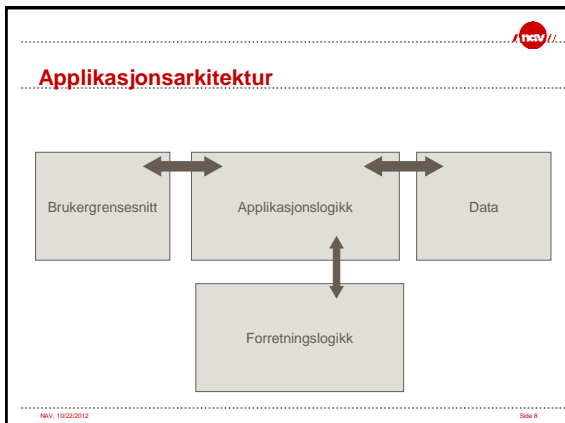 nav
Applikasjonsarkitektur
Brukergrensesnitt
Applikasjonslogikk
Data
Forretningslogikk
NAV, 10/22/2012
Side 8